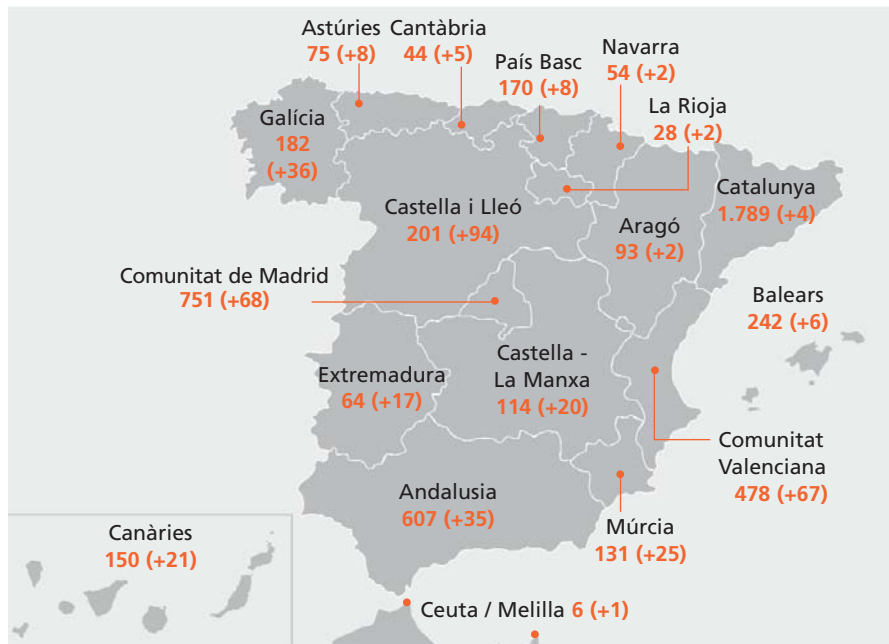 Astúries
75 (+8)
Cantàbria
44 (+5)
País Basc
170 (+8)
Navarra
54 (+2)
La Rioja
28 (+2)
Galícia
182
(+36)
Castella i Lleó
201 (+94)
Aragó
93 (+2)
Catalunya
1.789 (+4)
Comunitat de Madrid
751 (+68)
Balears
242 (+6)
Extremadura
64 (+17)
Castella -
La Manxa
114 (+20)
Comunitat
Valenciana
478 (+67)
Andalusia
607 (+35)
Múrcia
131 (+25)
Canàries
150 (+21)
Ceuta / Melilla 6 (+1)